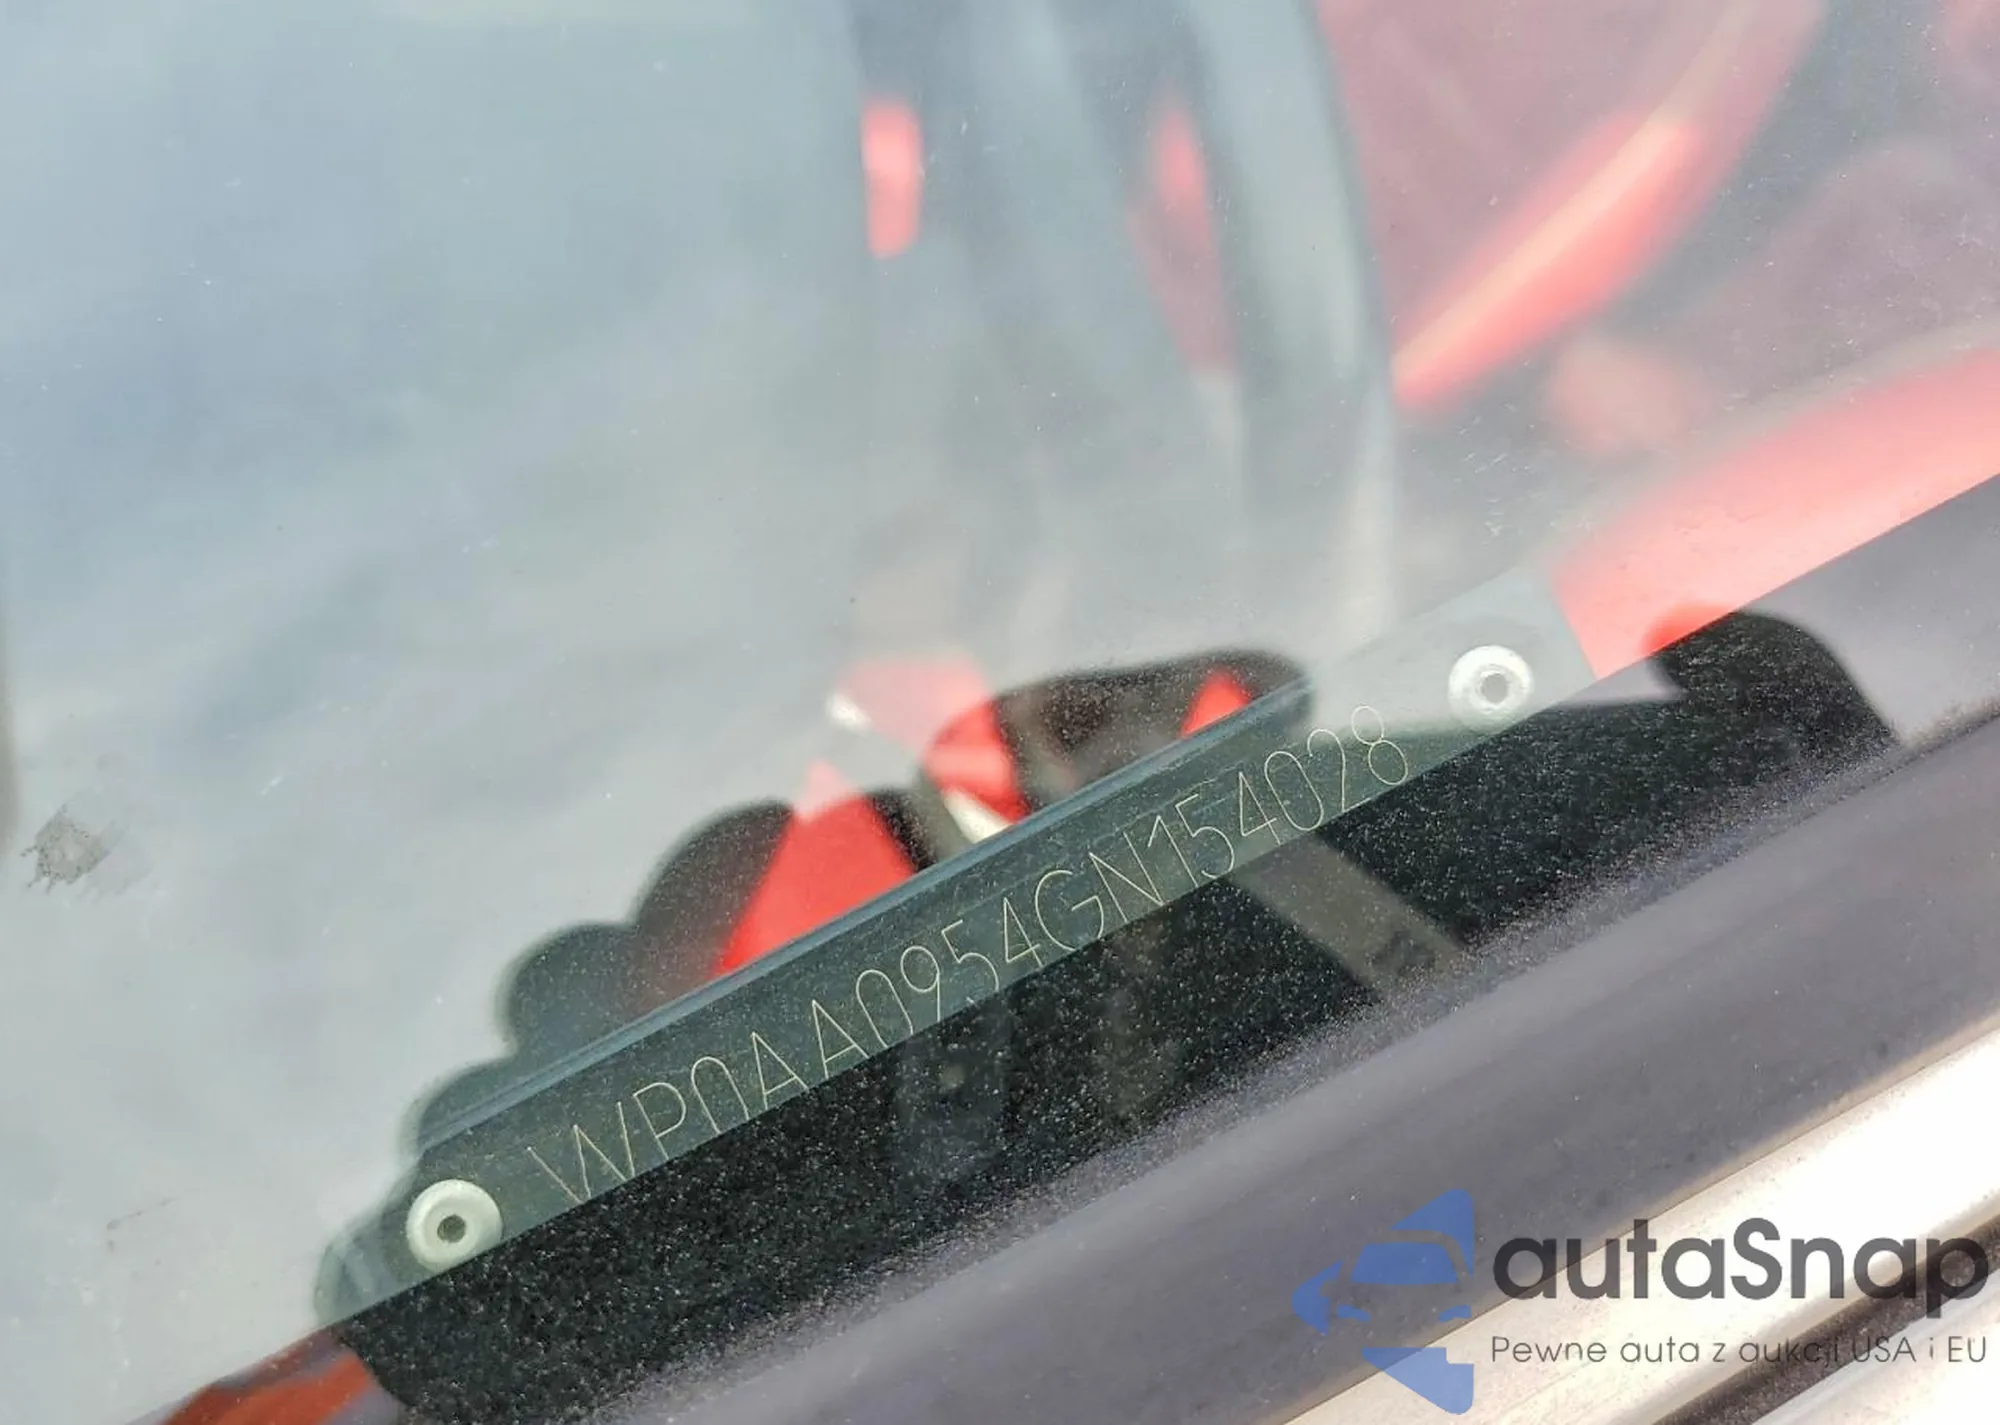 WP0AA0954GN154028
autaSnap
Pewne auta z aukcji USA i EU